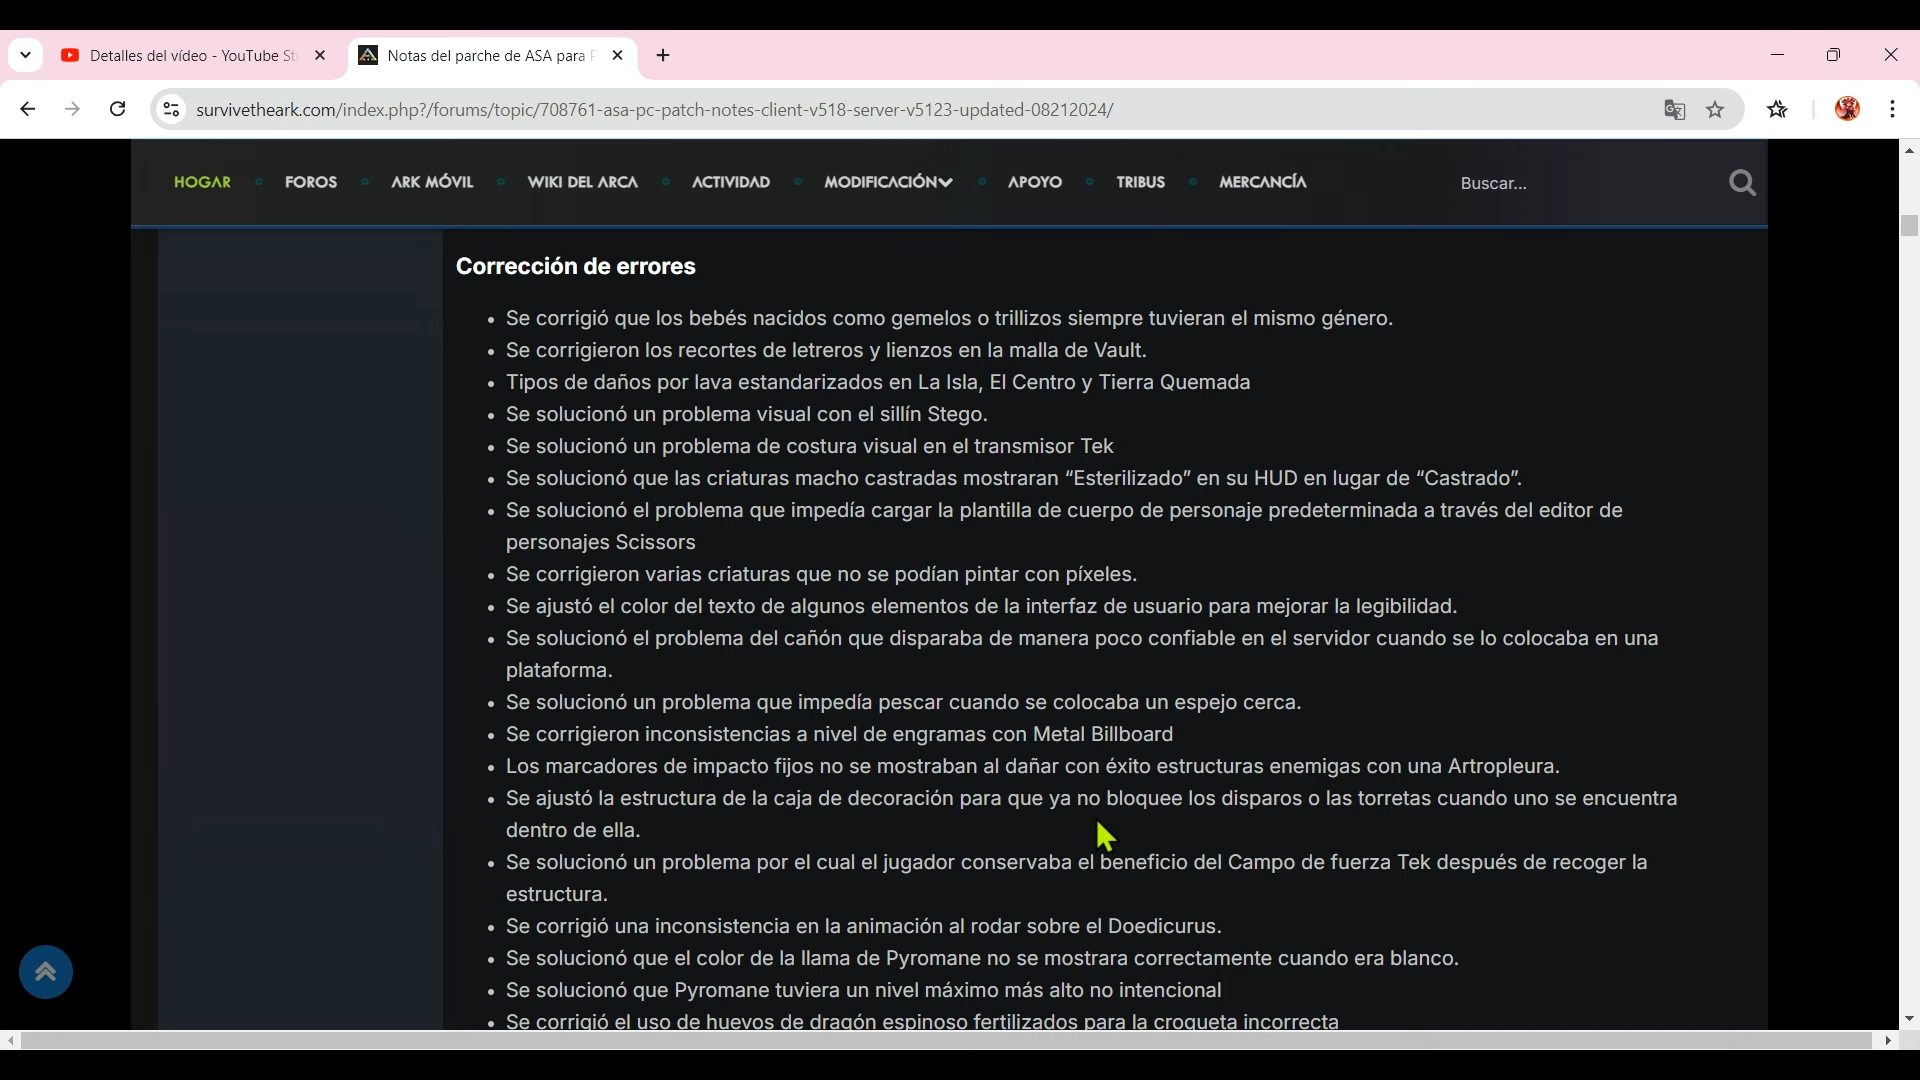 Detalles del vídeo - YouTube St
Notas del parche de ASA para P
survivetheark.com/index.php?/forums/topic/708761-asa-pc-patch-notes-client-v518-server-v5123-updated-08212024/
HOGAR
FOROS
ARK MÓVIL
WIKI DEL ARCA
ACTIVIDAD
MODIFICACIÓN
APOYO
TRIBUS
MERCANCÍA
Buscar...
Corrección de errores
• Se corrigió que los bebés nacidos como gemelos o trillizos siempre tuvieran el mismo género.
• Se corrigieron los recortes de letreros y lienzos en la malla de Vault.
• Tipos de daños por lava estandarizados en La Isla, El Centro y Tierra Quemada
• Se solucionó un problema visual con el sillín Stego.
• Se solucionó un problema de costura visual en el transmisor Tek
• Se solucionó que las criaturas macho castradas mostraran “Esterilizado” en su HUD en lugar de “Castrado”.
• Se solucionó el problema que impedía cargar la plantilla de cuerpo de personaje predeterminada a través del editor de
personajes Scissors
• Se corrigieron varias criaturas que no se podían pintar con píxeles.
• Se ajustó el color del texto de algunos elementos de la interfaz de usuario para mejorar la legibilidad.
• Se solucionó el problema del cañón que disparaba de manera poco confiable en el servidor cuando se lo colocaba en una
plataforma.
• Se solucionó un problema que impedía pescar cuando se colocaba un espejo cerca.
• Se corrigieron inconsistencias a nivel de engramas con Metal Billboard
• Los marcadores de impacto fijos no se mostraban al dañar con éxito estructuras enemigas con una Artropleura.
• Se ajustó la estructura de la caja de decoración para que ya no bloquee los disparos o las torretas cuando uno se encuentra
dentro de ella.
• Se solucionó un problema por el cual el jugador conservaba el beneficio del Campo de fuerza Tek después de recoger la
estructura.
• Se corrigió una inconsistencia en la animación al rodar sobre el Doedicurus.
• Se solucionó que el color de la llama de Pyromane no se mostrara correctamente cuando era blanco.
• Se solucionó que Pyromane tuviera un nivel máximo más alto no intencional
• Se corrigió el uso de huevos de dragón espinoso fertilizados para la croqueta incorrecta